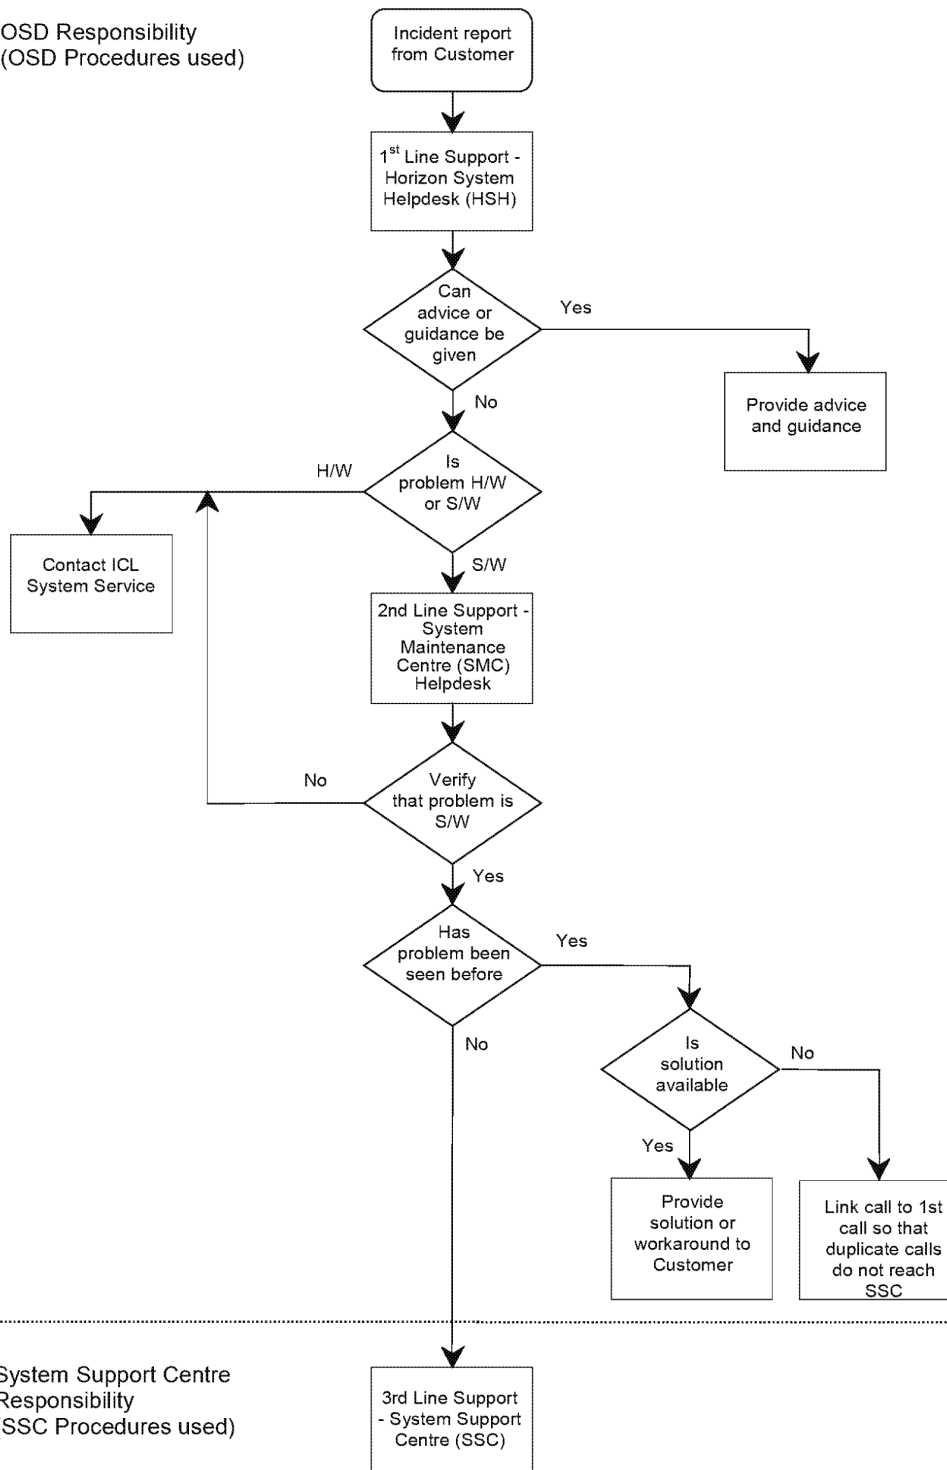 OSD Responsibility
(OSD Procedures used)
Incident report
from Customer
1st Line Support -
Horizon System
Helpdesk (HSH)
Can
advice or
guidance be
given
Yes
No
Provide advice
and guidance
Is
problem H/W
or S/W
H/W
S/W
Contact ICL
System Service
2nd Line Support -
System
Maintenance
Centre (SMC)
Helpdesk
Verify
that problem is
S/W
No
Yes
Has
problem been
seen before
Yes
No
Is
solution
available
No
Yes
Provide
solution or
workaround to
Customer
Link call to 1st
call so that
duplicate calls
do not reach
SSC
System Support Centre
Responsibility
(SSC Procedures used)
3rd Line Support
- System Support
Centre (SSC)